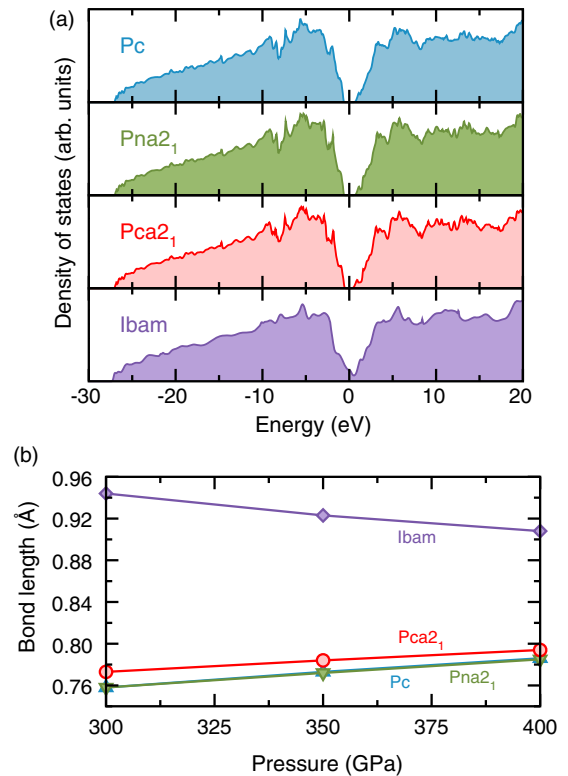 (a)
Density of states (arb. units)
Pc
Pna2₁
Pca2₁
Ibam
-30 -20 -10 0 10 20
Energy (eV)
(b)
Bond length (Å)
0.96
0.92
0.88
0.84
0.80
0.76
Ibam
Pca2₁
Pc
Pna2₁
300 325 350 375 400
Pressure (GPa)